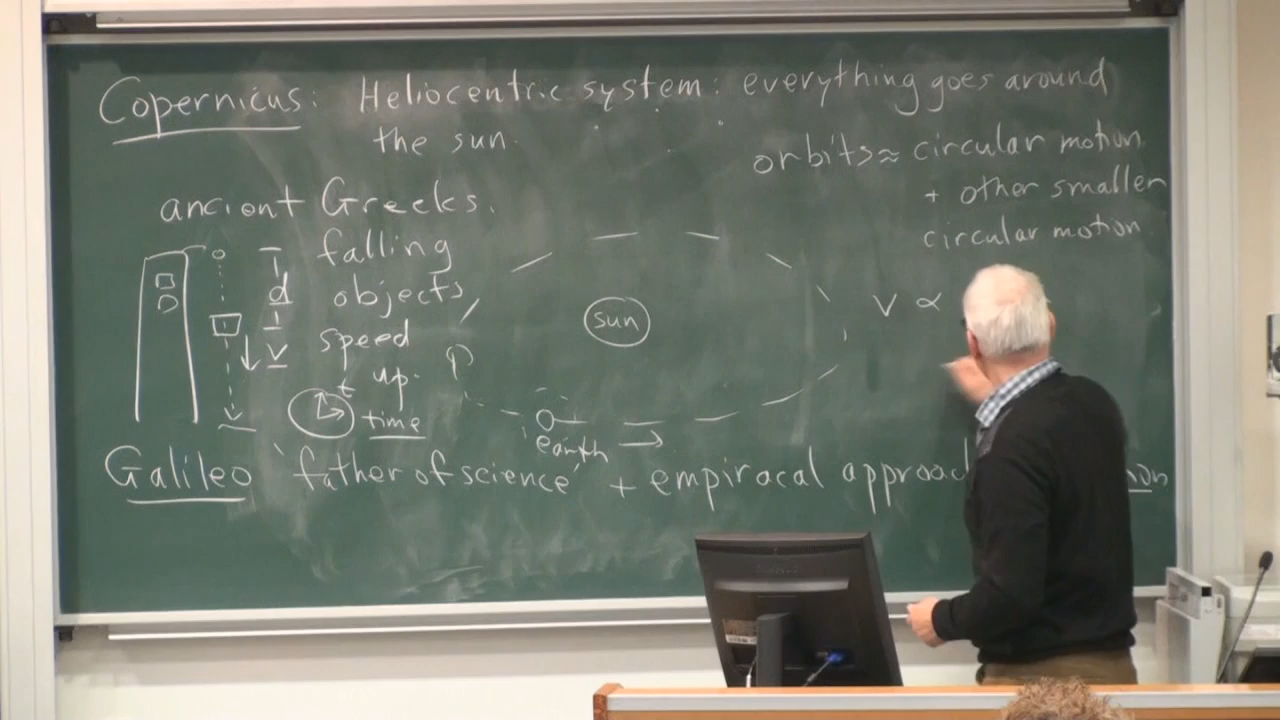 Copernicus: Heliocentric system: everything goes around
the sun.
orbits ≈ circular motion
+ other smaller
circular motion
ancient Greeks.
falling
d objects
v speed
t up.
time
sun
v ∝
earth
Galileo 'father of science' + empiracal approac